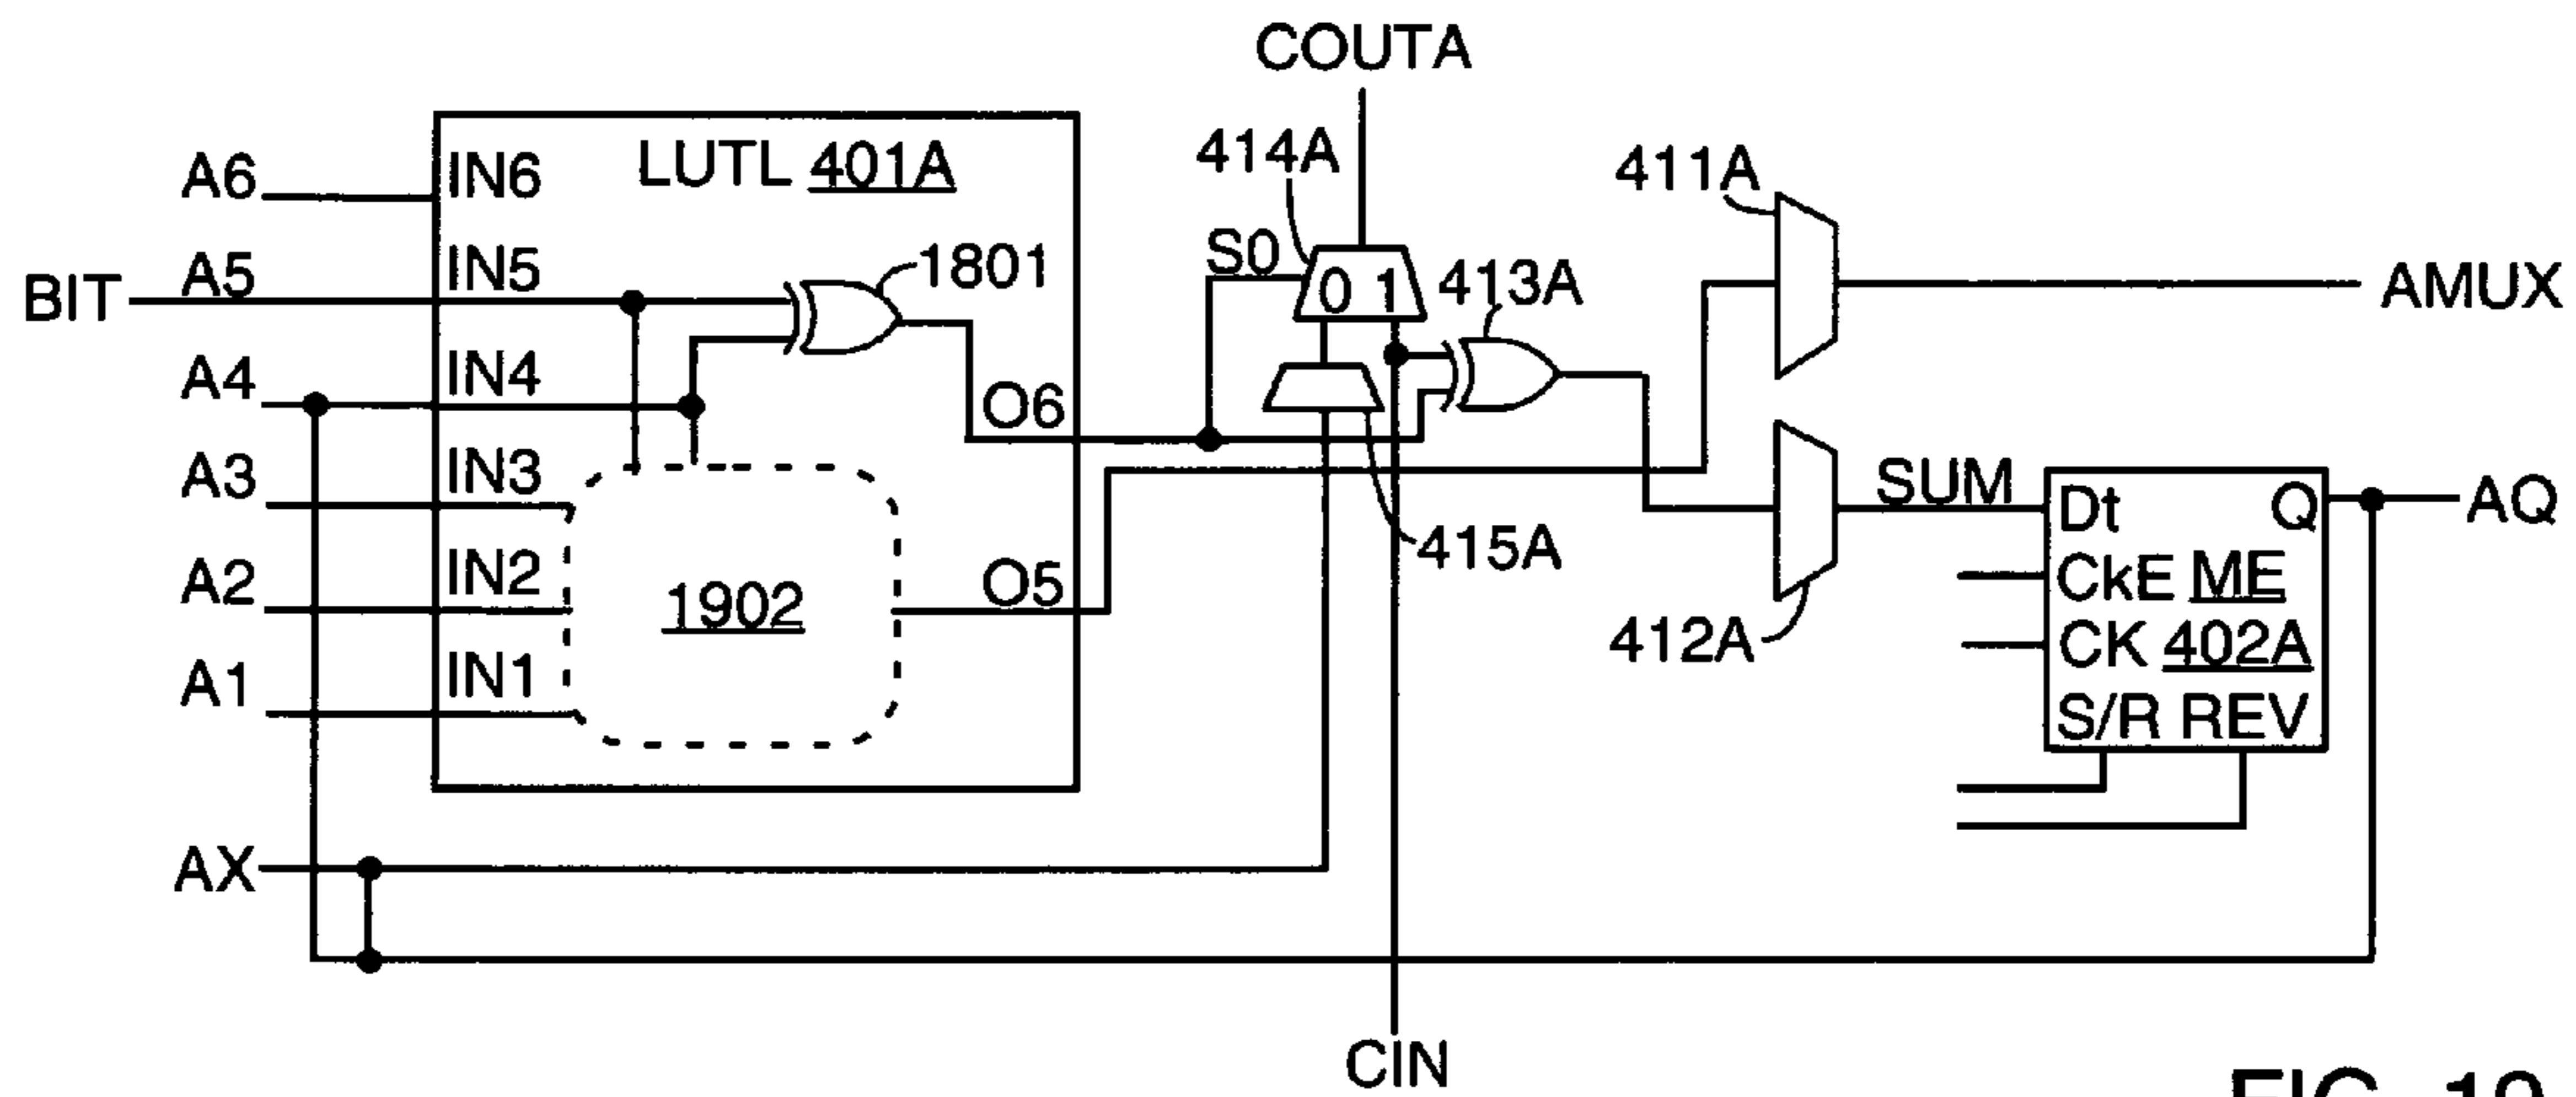 COUTA
414A
411A
A6
IN6
LUTL 401A
BIT
A5
IN5
1801
S0
0 1
413A
AMUX
A4
IN4
O6
A3
IN3
SUM
Dt
Q
AQ
415A
A2
IN2
1902
O5
CkE ME
412A
CK 402A
A1
IN1
S/R REV
AX
CIN